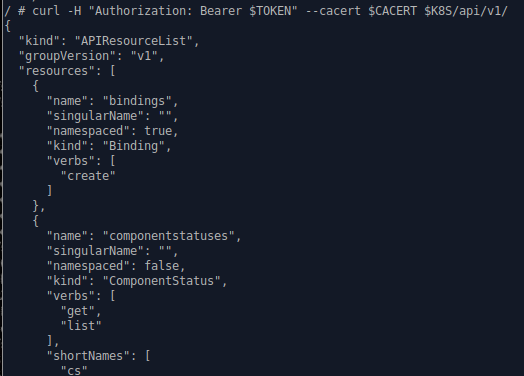 / # curl -H "Authorization: Bearer $TOKEN" --cacert $CACERT $K8S/api/v1/
{
  "kind": "APIResourceList",
  "groupVersion": "v1",
  "resources": [
    {
      "name": "bindings",
      "singularName": "",
      "namespaced": true,
      "kind": "Binding",
      "verbs": [
        "create"
      ]
    },
    {
      "name": "componentstatuses",
      "singularName": "",
      "namespaced": false,
      "kind": "ComponentStatus",
      "verbs": [
        "get",
        "list"
      ],
      "shortNames": [
        "cs"